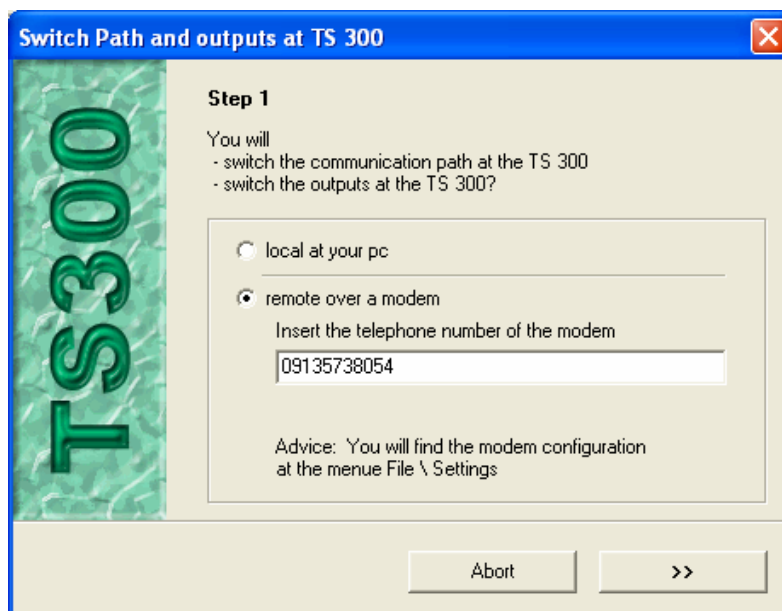 Switch Path and outputs at TS 300
TS300
Step 1
You will
- switch the communication path at the TS 300
- switch the outputs at the TS 300?
local at your pc
remote over a modem
Insert the telephone number of the modem
09135738054
Advice: You will find the modem configuration
at the menue File \ Settings
Abort
>>